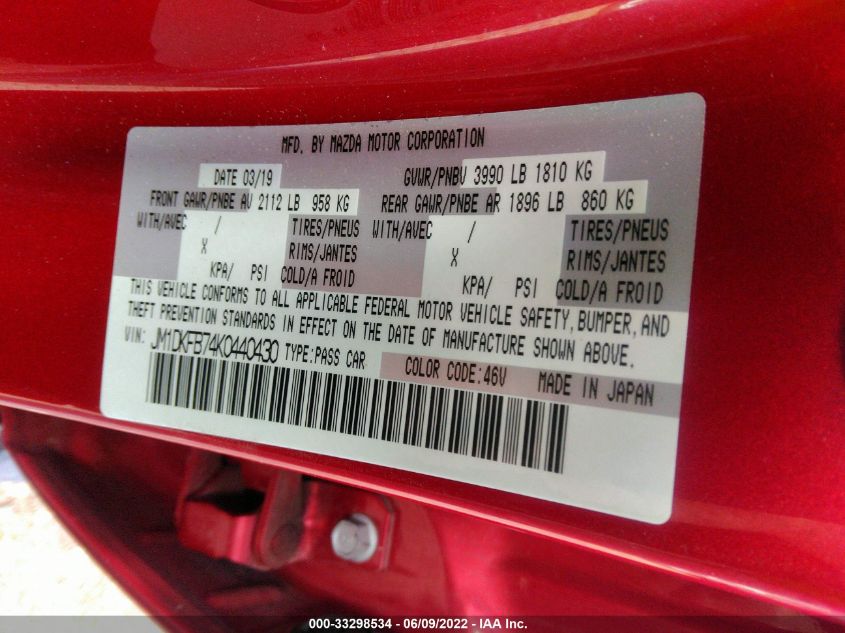 MFD. BY MAZDA MOTOR CORPORATION
DATE 03/19 GVWR/PNBV 3990 LB 1810 KG
FRONT GAWR/PNBE AV 2112 LB 958 KG REAR GAWR/PNBE AR 1896 LB 860 KG
WITH/AVEC / TIRES/PNEUS WITH/AVEC / TIRES/PNEUS
X RIMS/JANTES X RIMS/JANTES
KPA/ PSI COLD/A FROID KPA/ PSI COLD/A FROID
THIS VEHICLE CONFORMS TO ALL APPLICABLE FEDERAL MOTOR VEHICLE SAFETY, BUMPER, AND
THEFT PREVENTION STANDARDS IN EFFECT ON THE DATE OF MANUFACTURE SHOWN ABOVE.
VIN: JM1DKFB74K0440430 TYPE:PASS CAR COLOR CODE:46V MADE IN JAPAN
000-33298534 - 06/09/2022 - IAA Inc.